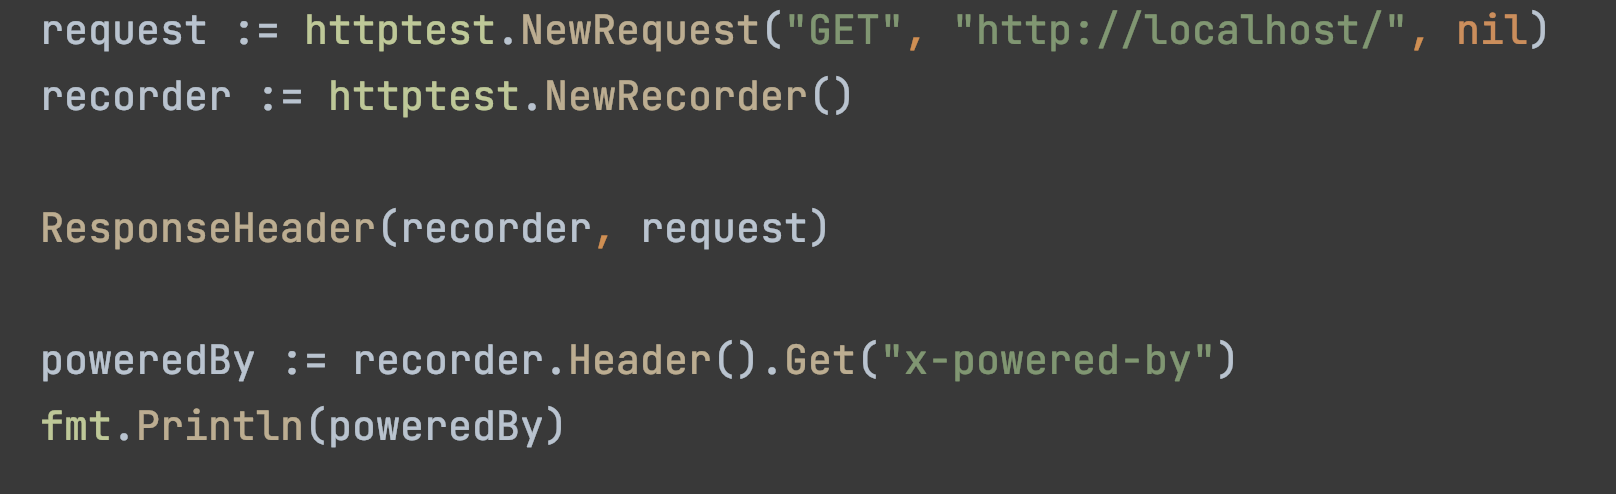 request := httptest.NewRequest("GET", "http://localhost/", nil)
recorder := httptest.NewRecorder()
ResponseHeader(recorder, request)
poweredBy := recorder.Header().Get("x-powered-by")
fmt.Println(poweredBy)